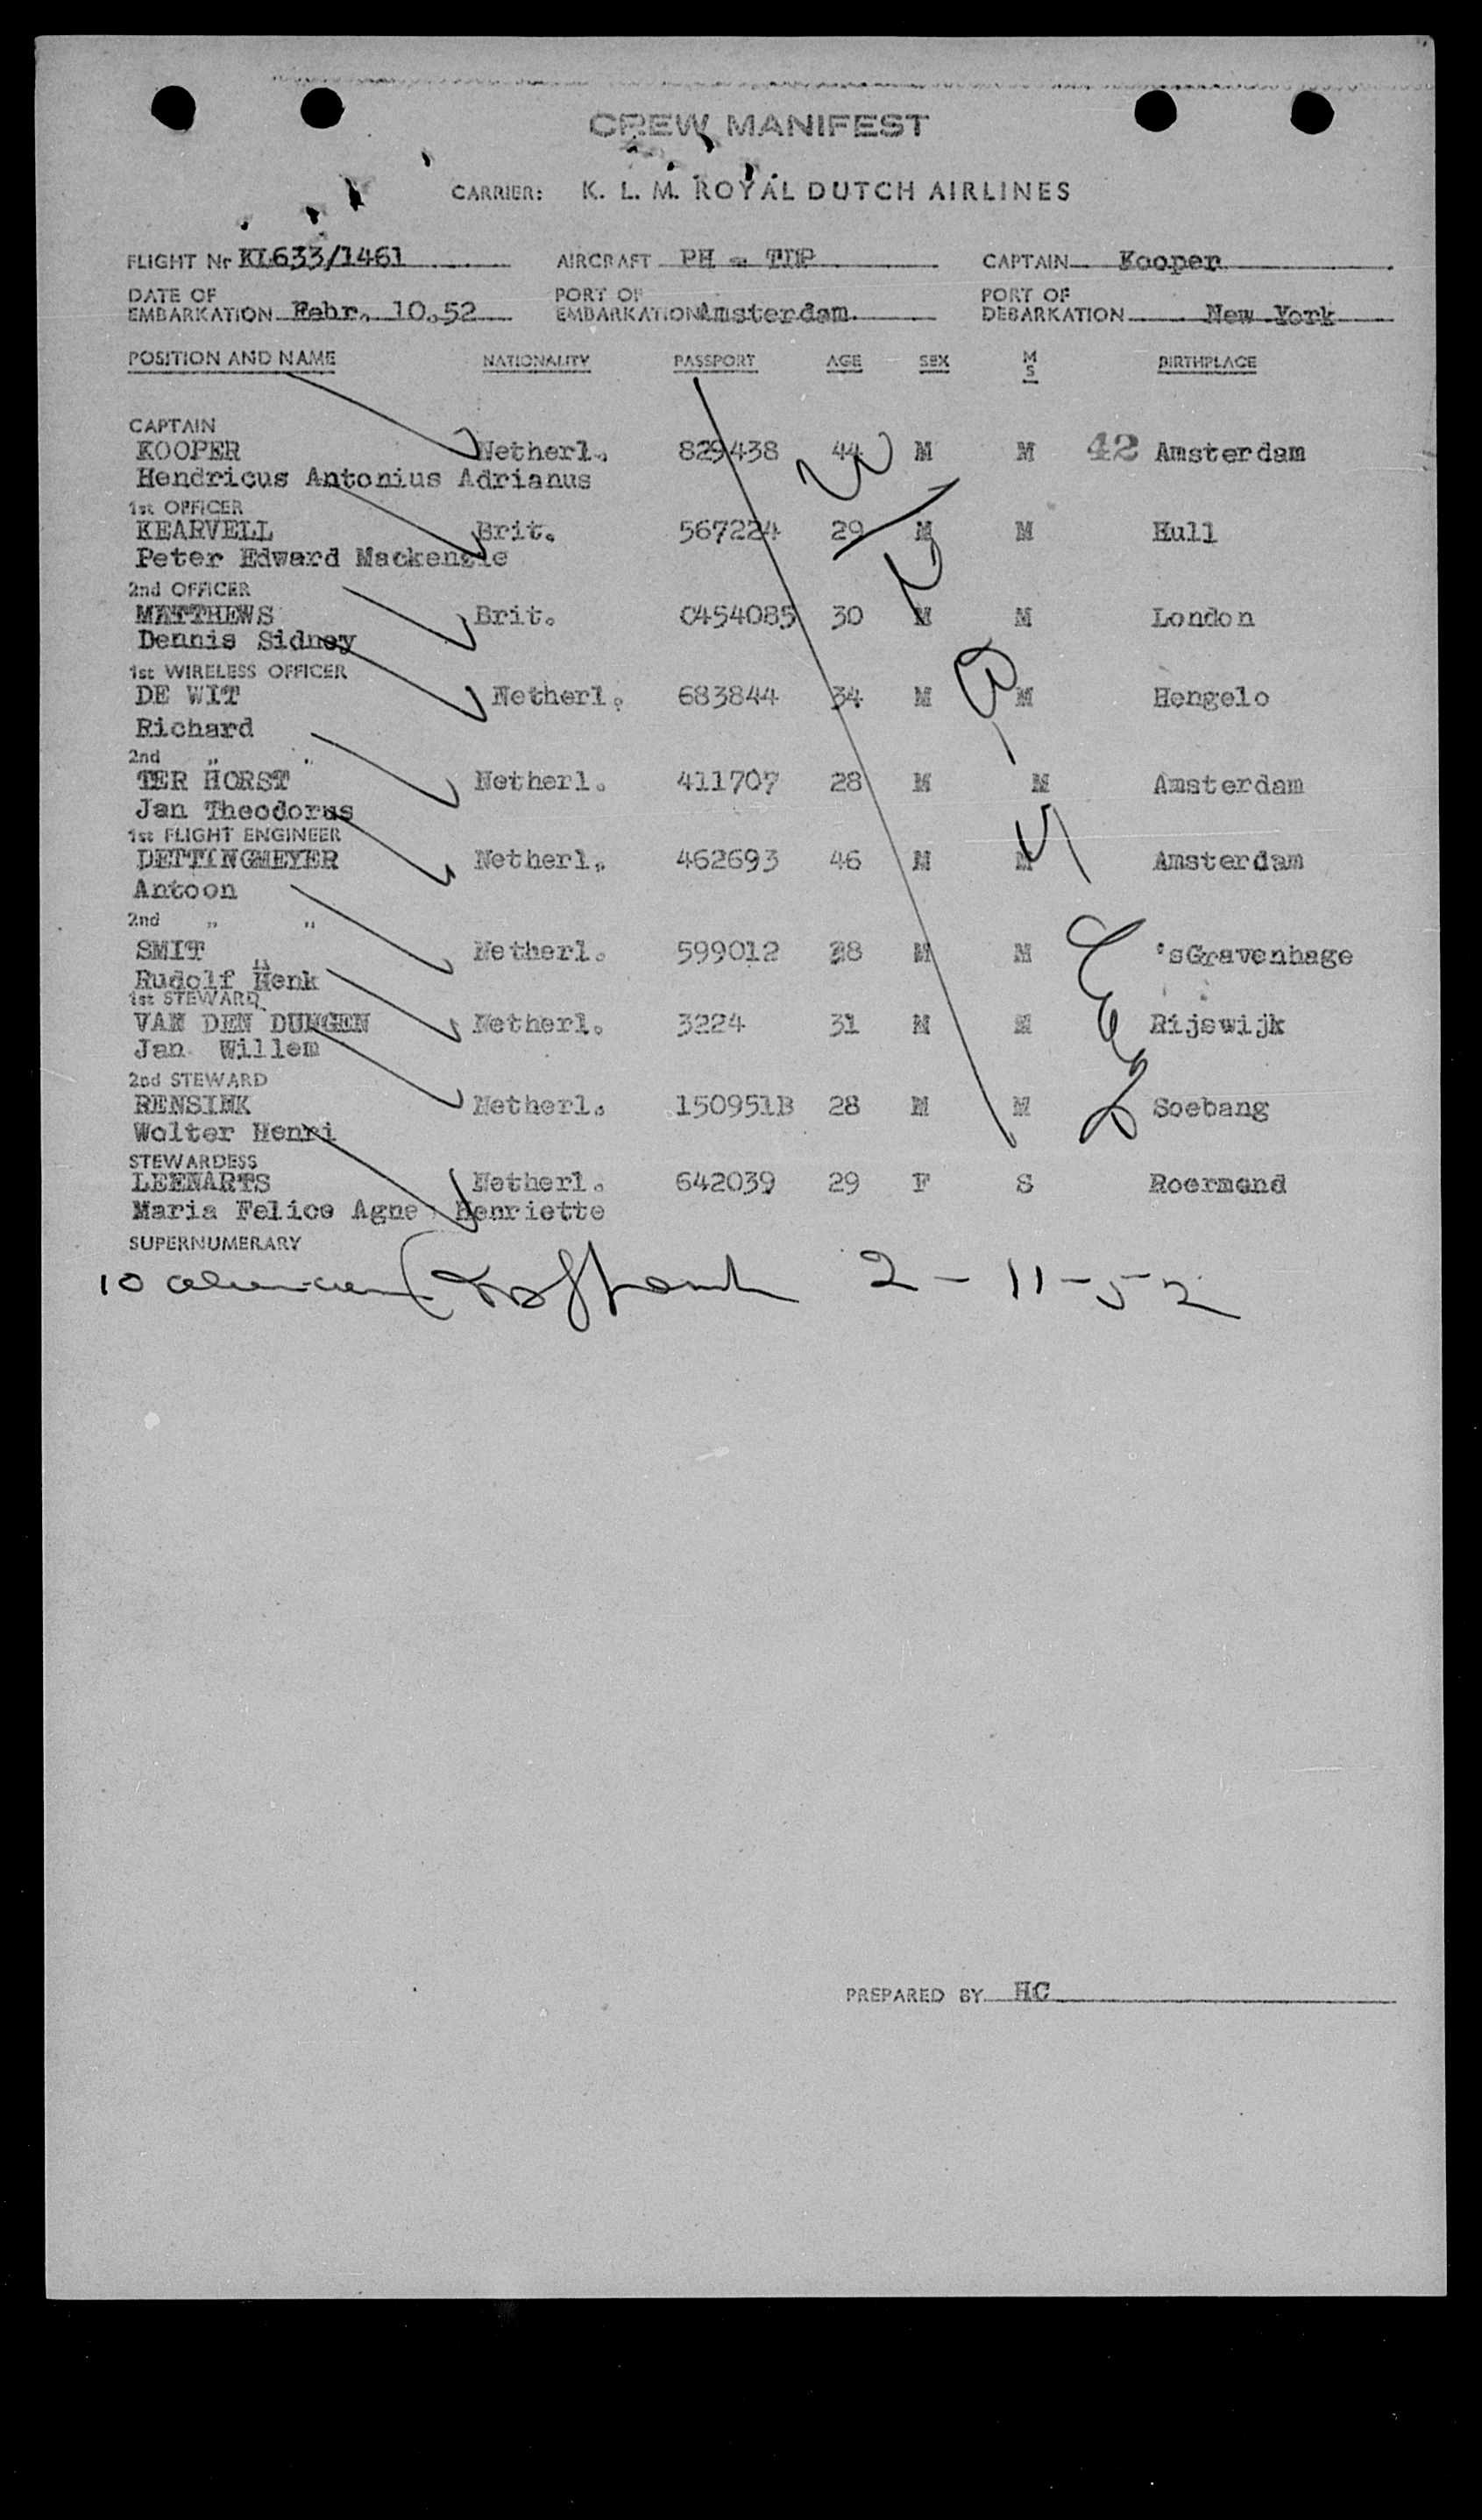 CREW MANIFEST
CARRIER: K. L. M. ROYAL DUTCH AIRLINES
FLIGHT Nr KL633/1461 AIRCRAFT PH - TDP CAPTAIN Kooper
DATE OF EMBARKATION Febr. 10.52 PORT OF EMBARKATION Amsterdam PORT OF DEBARKATION New York
POSITION AND NAME NATIONALITY PASSPORT AGE SEX M S BIRTHPLACE
CAPTAIN
KOOPER Netherl. 829438 44 M M 42 Amsterdam
Hendricus Antonius Adrianus
1st OFFICER
KEARVELL Brit. 567224 29 M M Hull
Peter Edward Mackenzie
2nd OFFICER
MATTHEWS Brit. C454085 30 M M London
Dennis Sidney
1st WIRELESS OFFICER
DE WIT Netherl. 683844 34 M M Hengelo
Richard
2nd " "
TER HORST Netherl. 411707 28 M M Amsterdam
Jan Theodorus
1st FLIGHT ENGINEER
DETTINGMEYER Netherl. 462693 46 M M Amsterdam
Antoon
2nd " "
SMIT Netherl. 599012 28 M M 'sGravenhage
Rudolf Henk
1st STEWARD
VAN DEN DUNGEN Netherl. 3224 31 M M Rijswijk
Jan Willem
2nd STEWARD
RENSINK Netherl. 150951B 28 M M Soebang
Wolter Henri
STEWARDESS
LEENARTS Netherl. 642039 29 F S Roermond
Maria Felice Agne Henriette
SUPERNUMERARY
10 2-11-52
PREPARED BY HC